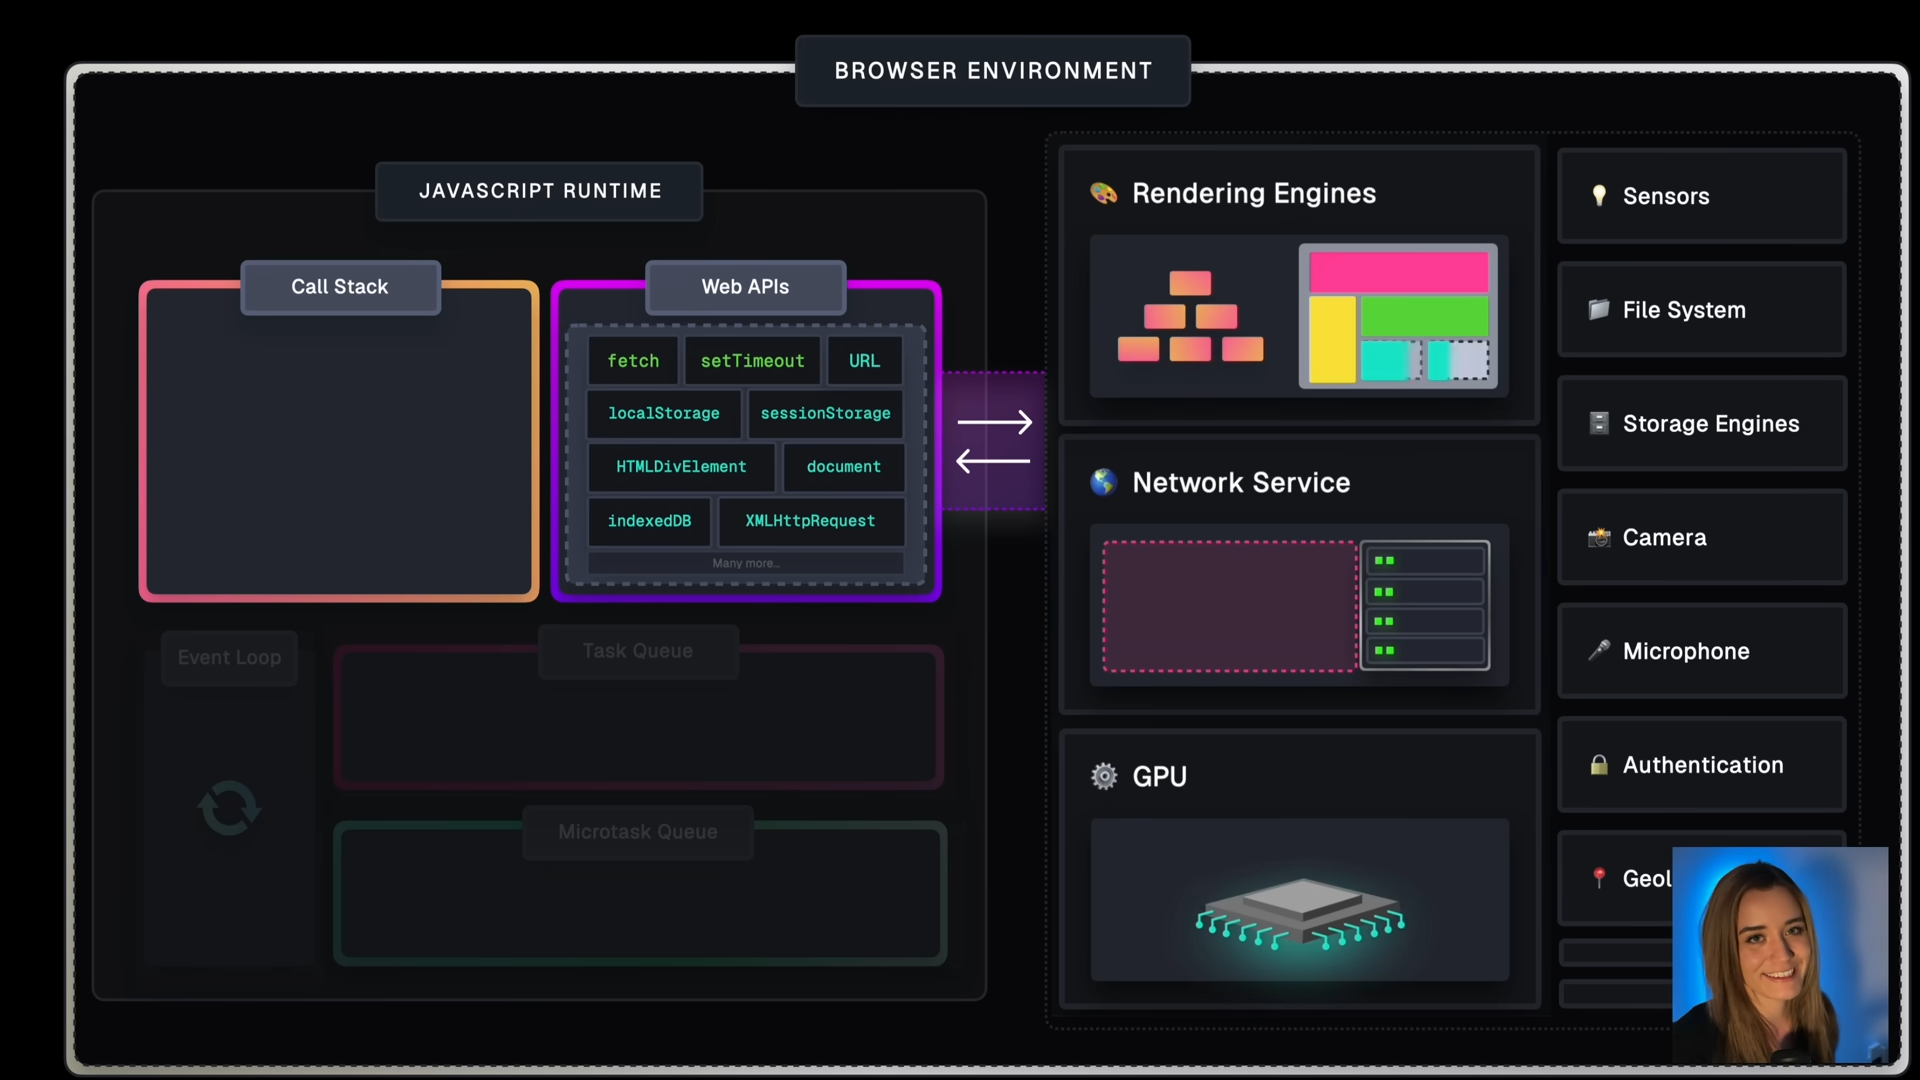 BROWSER ENVIRONMENT
JAVASCRIPT RUNTIME
Call Stack
Web APIs
fetch
setTimeout
URL
localStorage
sessionStorage
HTMLDivElement
document
indexedDB
XMLHttpRequest
Many more...
Event Loop
Task Queue
Microtask Queue
Rendering Engines
Network Service
GPU
Sensors
File System
Storage Engines
Camera
Microphone
Authentication
Geol